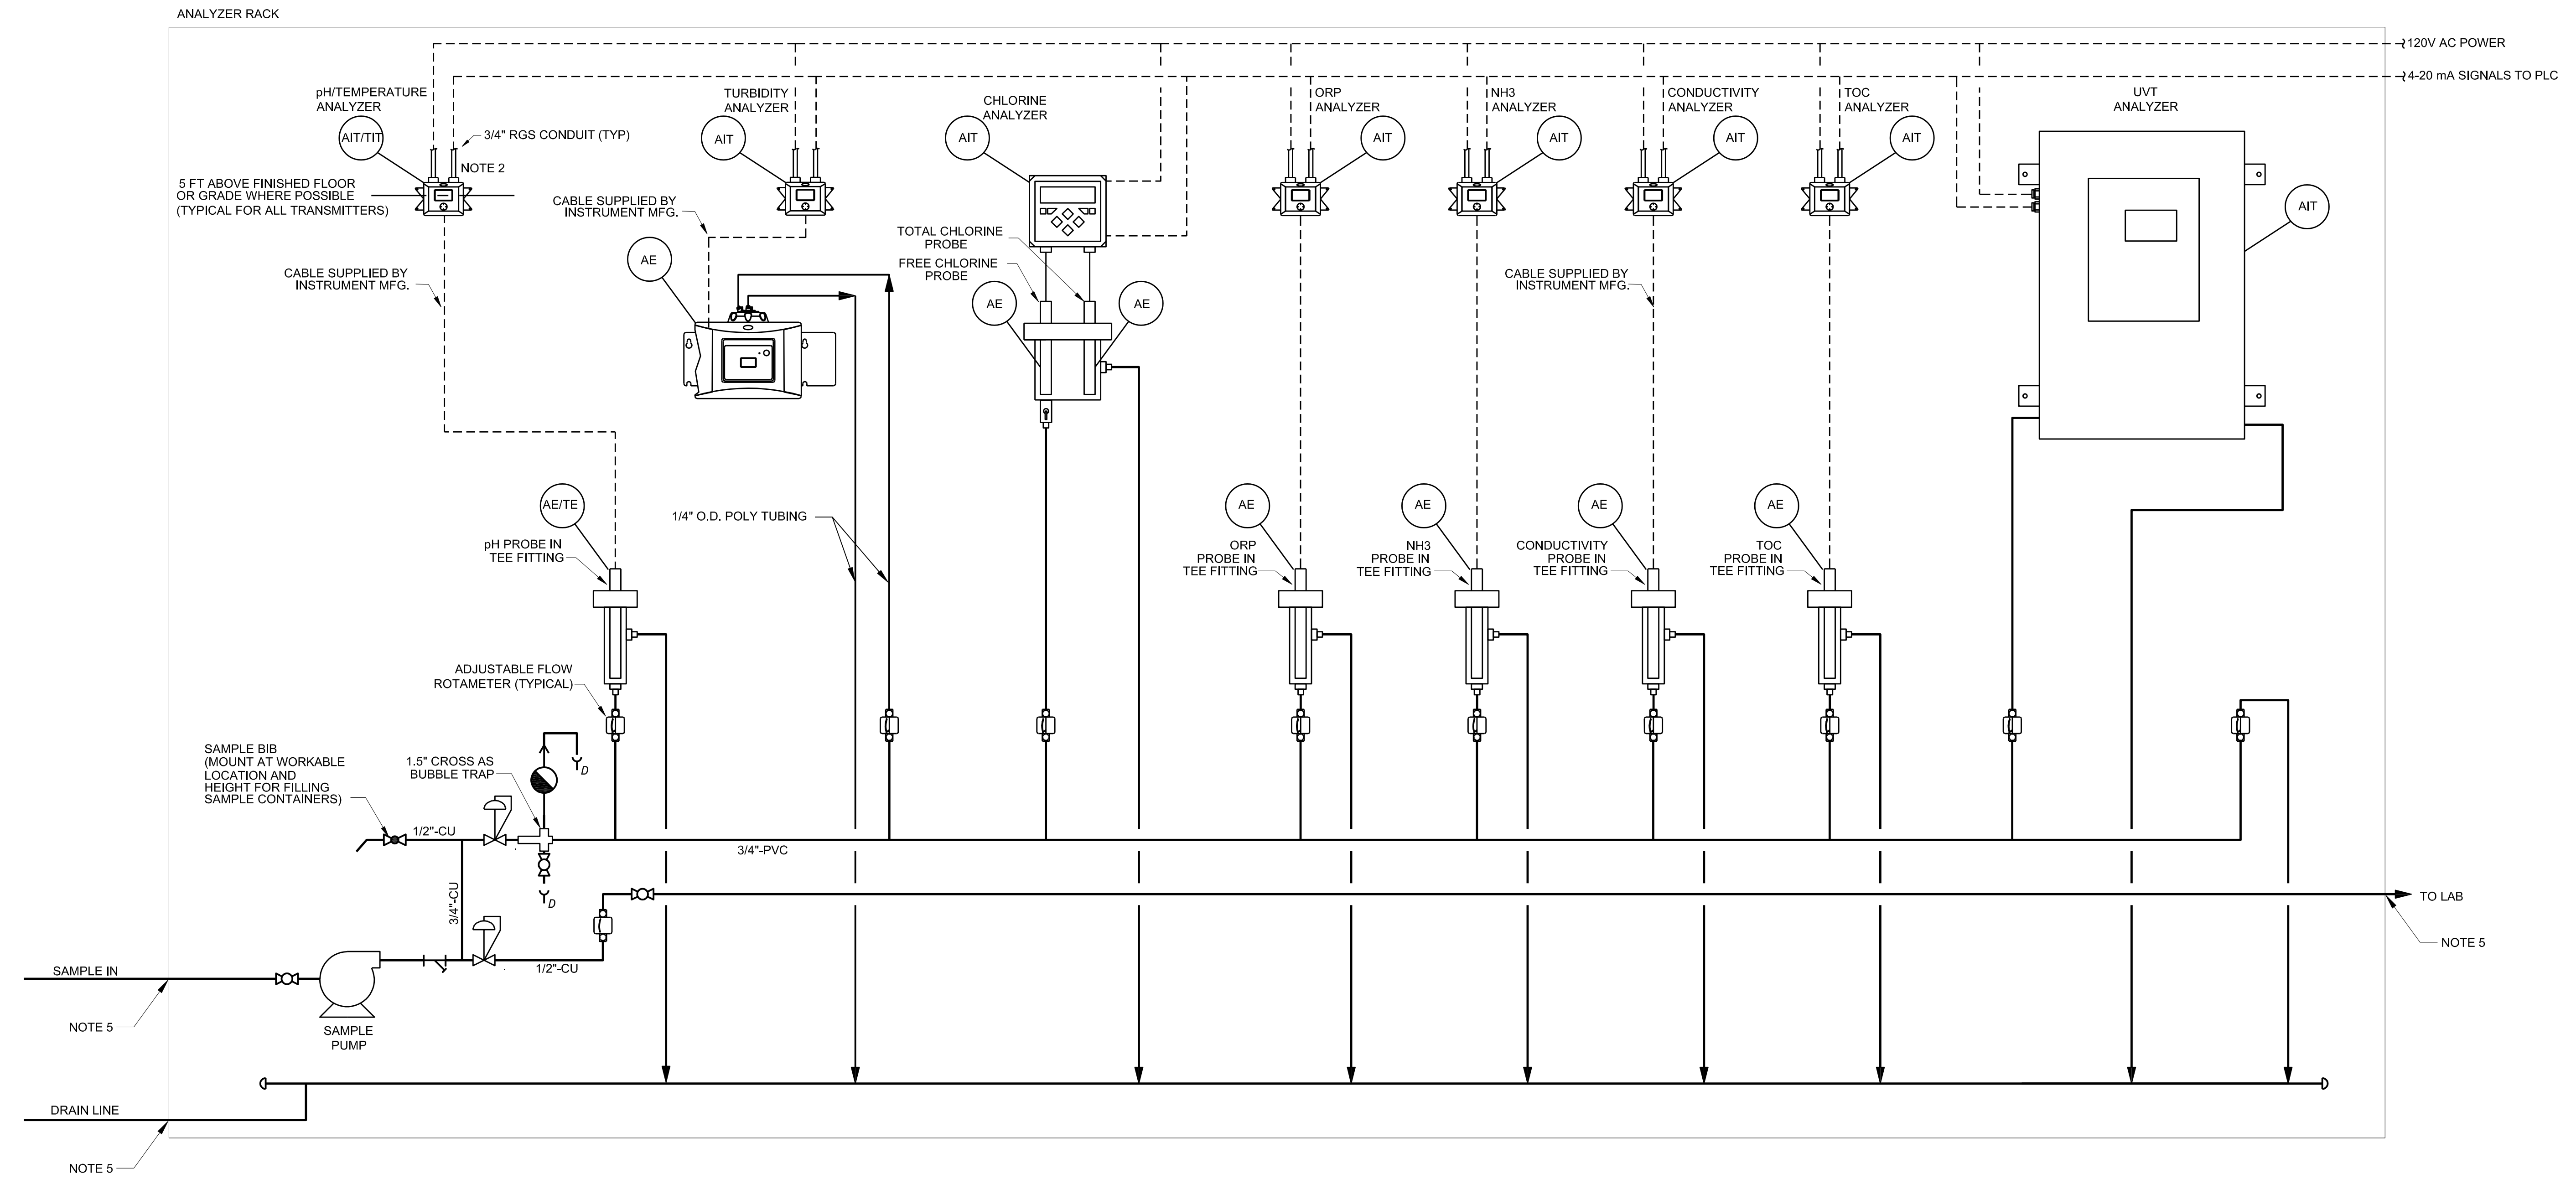 ANALYZER RACK
120V AC POWER
4-20 mA SIGNALS TO PLC
pH/TEMPERATURE
ANALYZER
AIT/TIT
3/4" RGS CONDUIT (TYP)
NOTE 2
5 FT ABOVE FINISHED FLOOR
OR GRADE WHERE POSSIBLE
(TYPICAL FOR ALL TRANSMITTERS)
TURBIDITY
ANALYZER
AIT
CHLORINE
ANALYZER
AIT
ORP
ANALYZER
AIT
NH3
ANALYZER
AIT
CONDUCTIVITY
ANALYZER
AIT
TOC
ANALYZER
AIT
UVT
ANALYZER
AIT
CABLE SUPPLIED BY
INSTRUMENT MFG.
CABLE SUPPLIED BY
INSTRUMENT MFG.
AE
TOTAL CHLORINE
PROBE
FREE CHLORINE
PROBE
AE
AE
CABLE SUPPLIED BY
INSTRUMENT MFG.
AE/TE
pH PROBE IN
TEE FITTING
1/4" O.D. POLY TUBING
AE
ORP
PROBE IN
TEE FITTING
AE
NH3
PROBE IN
TEE FITTING
AE
CONDUCTIVITY
PROBE IN
TEE FITTING
AE
TOC
PROBE IN
TEE FITTING
ADJUSTABLE FLOW
ROTAMETER (TYPICAL)
SAMPLE BIB
(MOUNT AT WORKABLE
LOCATION AND
HEIGHT FOR FILLING
SAMPLE CONTAINERS)
1.5" CROSS AS
BUBBLE TRAP
D
1/2"-CU
3/4"-PVC
3/4"-CU
D
1/2"-CU
TO LAB
NOTE 5
SAMPLE IN
NOTE 5
SAMPLE
PUMP
DRAIN LINE
NOTE 5